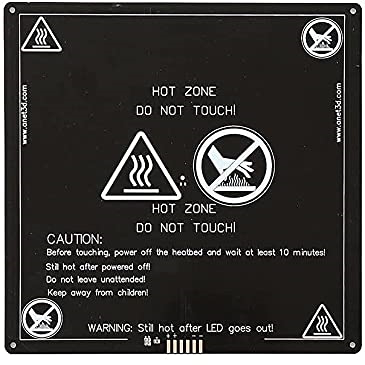 HOT ZONE
DO NOT TOUCH!
www.anet3d.com
www.anet3d.com
HOT ZONE
DO NOT TOUCH!
CAUTION:
Before touching, power off the heatbed and wait at least 10 minutes!
Still hot after powered off!
Do not leave unattended!
Keep away from children!
WARNING: Still hot after LED goes out!
++ --